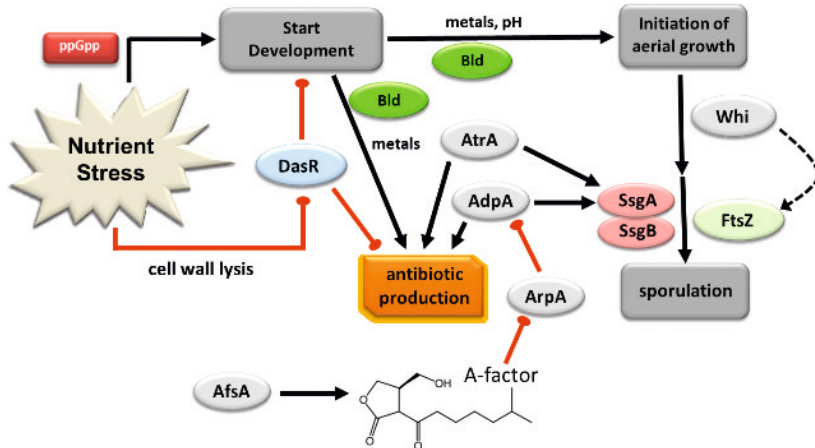 ppGpp
Start
Development
metals, pH
Bld
Initiation of
aerial growth
Nutrient
Stress
Bld
metals
DasR
AtrA
AdpA
Whi
SsgA
SsgB
FtsZ
cell wall lysis
antibiotic
production
ArpA
sporulation
AfsA
A-factor
OH
O
O
O